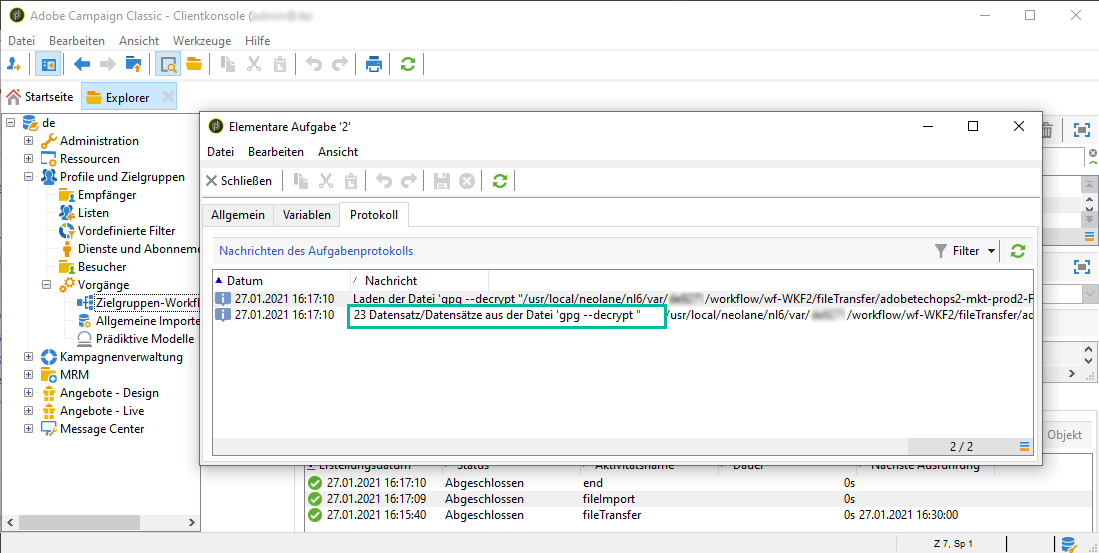 Adobe Campaign Classic - Clientkonsole (
Datei Bearbeiten Ansicht Werkzeuge Hilfe
Startseite Explorer
de
Administration
Ressourcen
Profile und Zielgruppen
Empfänger
Listen
Vordefinierte Filter
Dienste und Abonneme
Besucher
Vorgänge
Zielgruppen-Workfl
Allgemeine Importe
Prädiktive Modelle
Kampagnenverwaltung
MRM
Angebote - Design
Angebote - Live
Message Center
Elementare Aufgabe '2'
Datei Bearbeiten Ansicht
Schließen
Allgemein Variablen Protokoll
Nachrichten des Aufgabenprotokolls Filter
Datum Nachricht
27.01.2021 16:17:10 Laden der Datei 'gpg --decrypt "/usr/local/neolane/nl6/var/ /workflow/wf-WKF2/fileTransfer/adobetechops2-mkt-prod2-F
27.01.2021 16:17:10 23 Datensatz/Datensätze aus der Datei 'gpg --decrypt " /usr/local/neolane/nl6/var/ /workflow/wf-WKF2/fileTransfer/ad
2 / 2
Objekt
Erstellungsdatum Status Aktivitätsname Dauer Nächste Ausführung
27.01.2021 16:17:10 Abgeschlossen end 0s
27.01.2021 16:17:09 Abgeschlossen fileImport 0s
27.01.2021 16:15:40 Abgeschlossen fileTransfer 0s 27.01.2021 16:30:00
Z 7, Sp 1